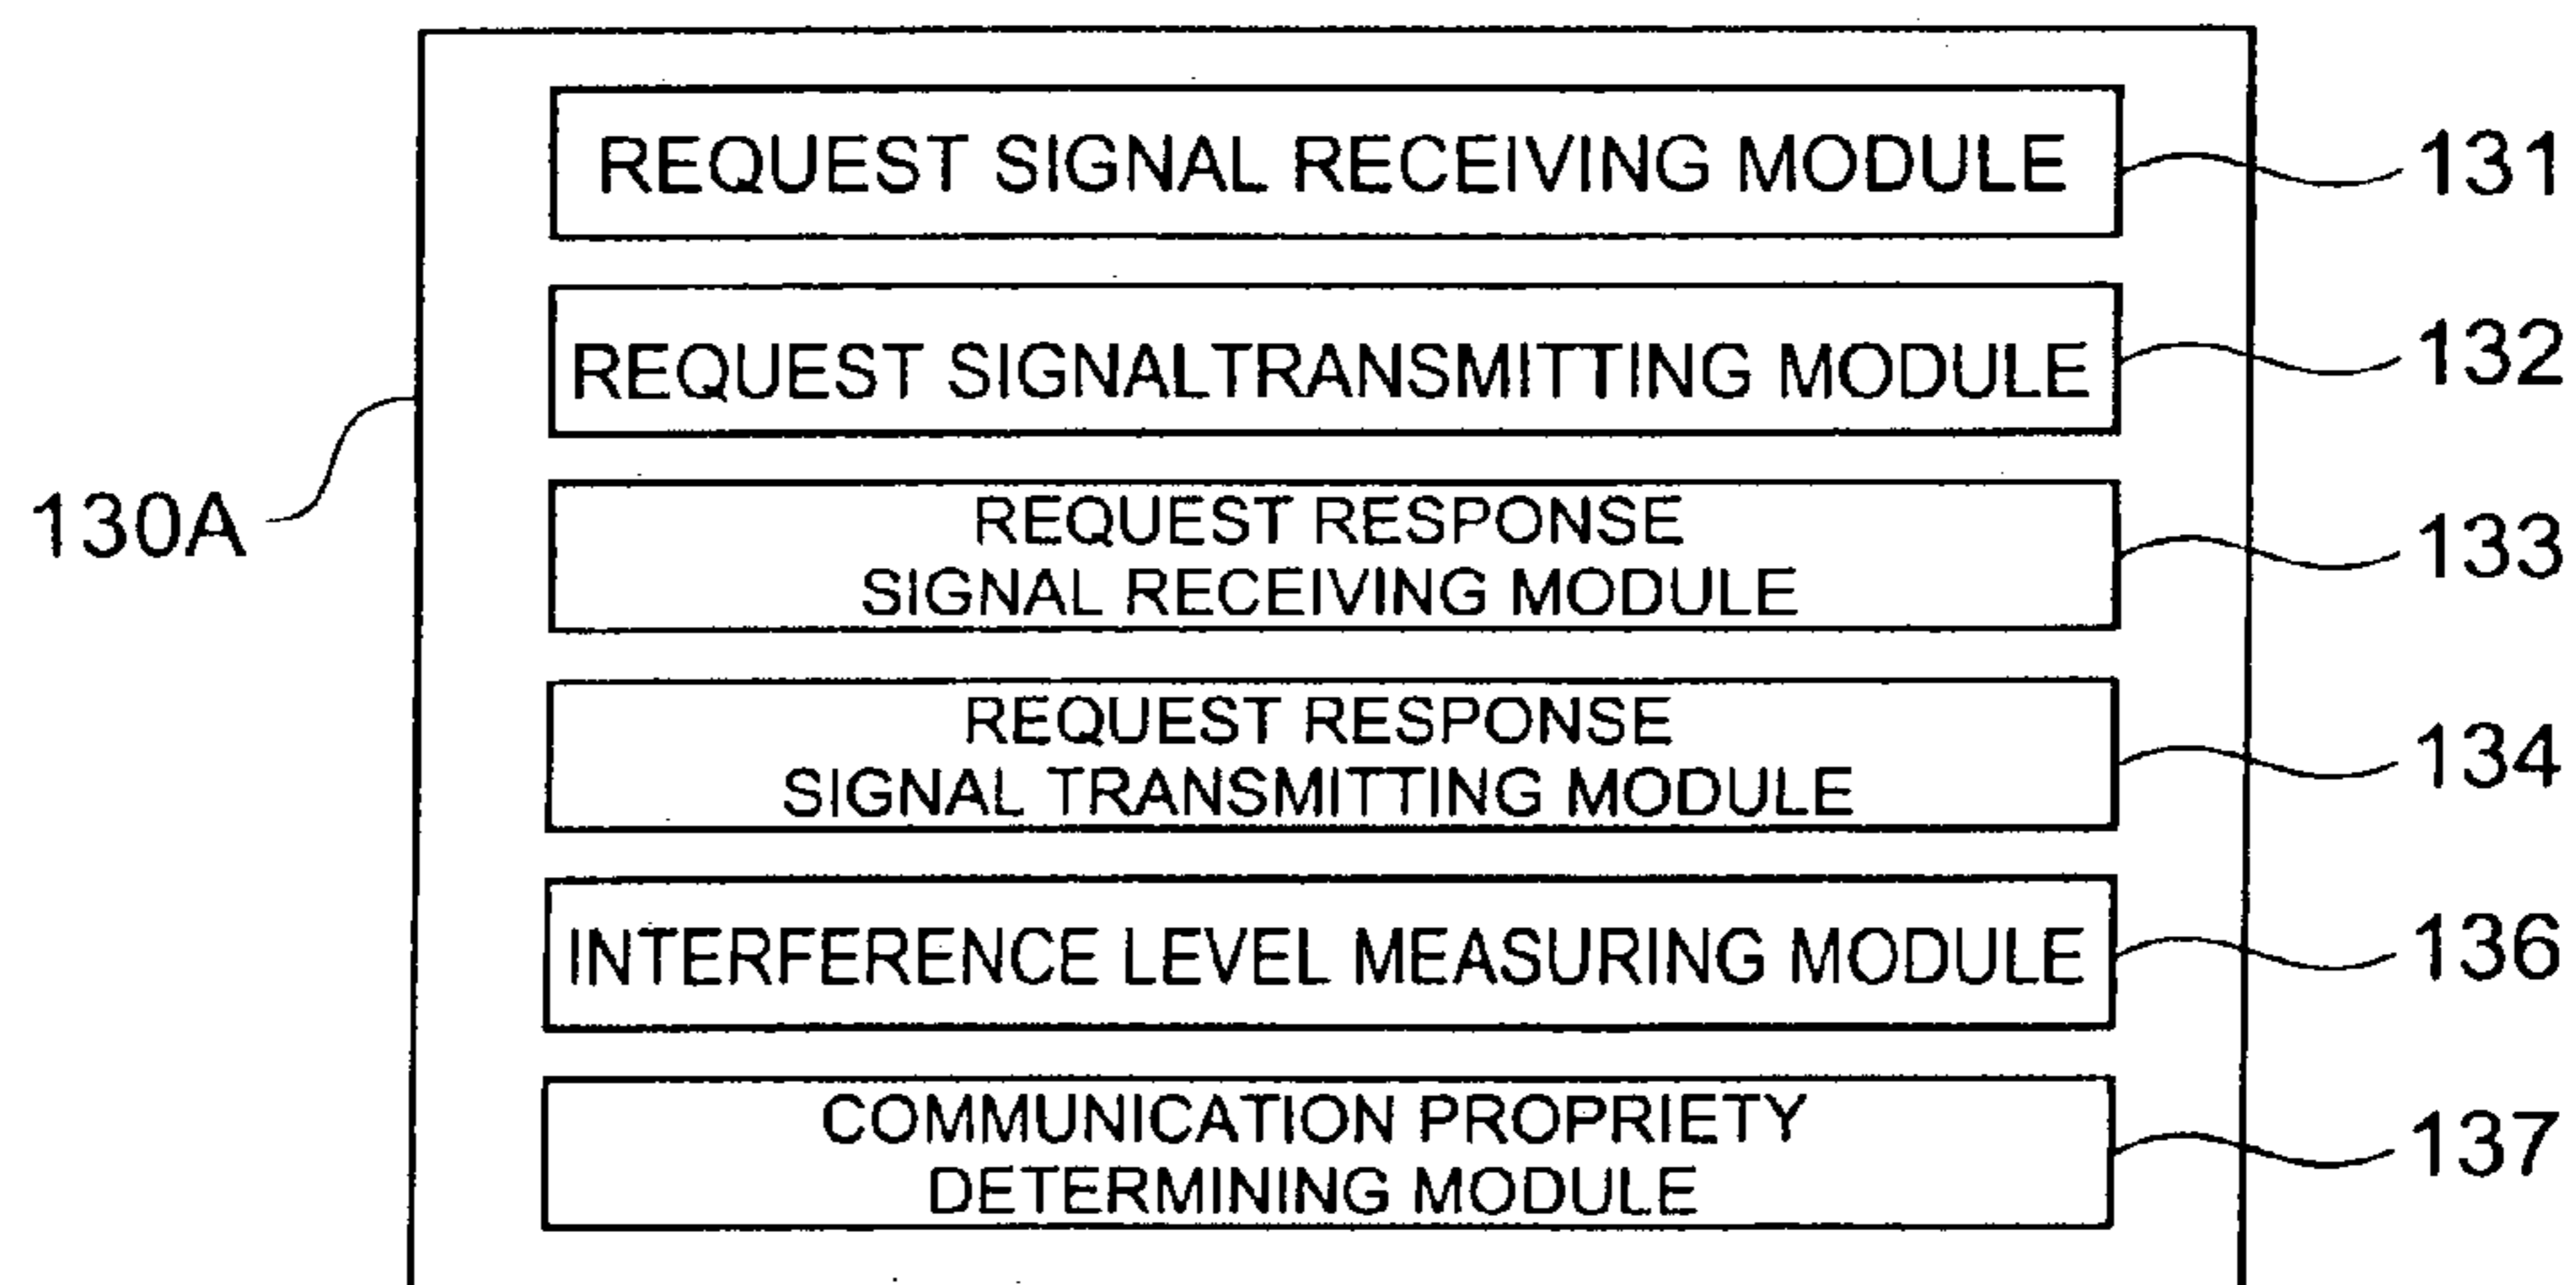 REQUEST SIGNAL RECEIVING MODULE
131
REQUEST SIGNALTRANSMITTING MODULE
132
130A
REQUEST RESPONSE
SIGNAL RECEIVING MODULE
133
REQUEST RESPONSE
SIGNAL TRANSMITTING MODULE
134
INTERFERENCE LEVEL MEASURING MODULE
136
COMMUNICATION PROPRIETY
DETERMINING MODULE
137